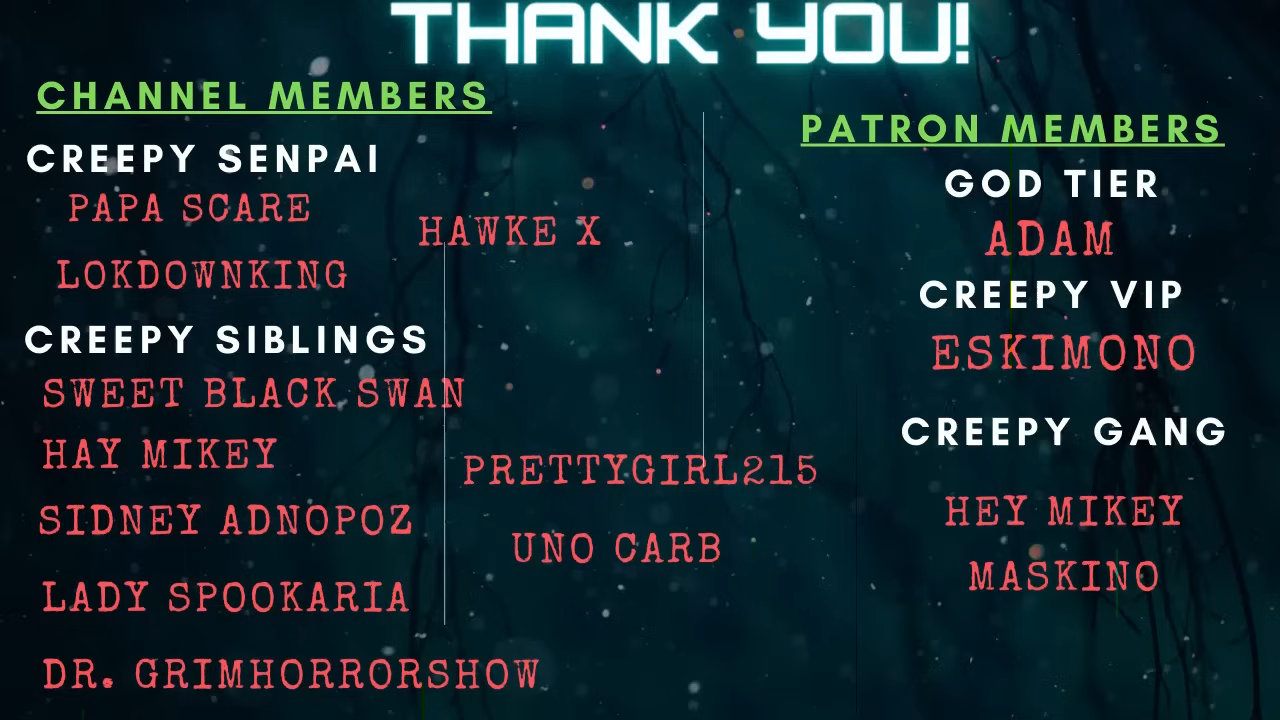 THANK YOU!
CHANNEL MEMBERS
CREEPY SENPAI
PAPA SCARE
HAWKE X
LOKDOWNKING
CREEPY SIBLINGS
SWEET BLACK SWAN
HAY MIKEY
PRETTYGIRL215
SIDNEY ADNOPOZ
UNO CARB
LADY SPOOKARIA
DR. GRIMHORRORSHOW
PATRON MEMBERS
GOD TIER
ADAM
CREEPY VIP
ESKIMONO
CREEPY GANG
HEY MIKEY
MASKINO